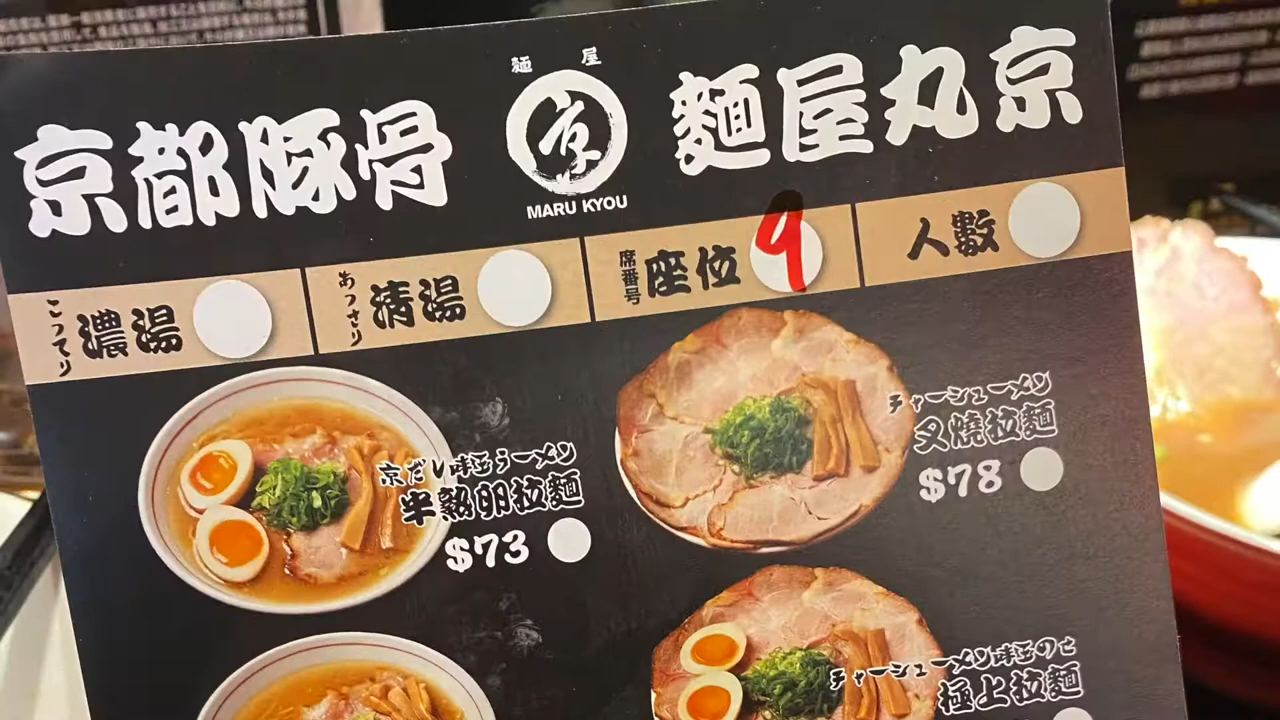 京都豚骨
麵 屋
京
MARU KYOU
麵屋丸京
こってり
濃湯
あっさり
清湯
席番号
座位
9
人數
京だし味玉ラーメン
半熟卵拉麵
$73
チャーシューメン
叉燒拉麵
$78
チャーシューメン味玉のせ
極上拉麵